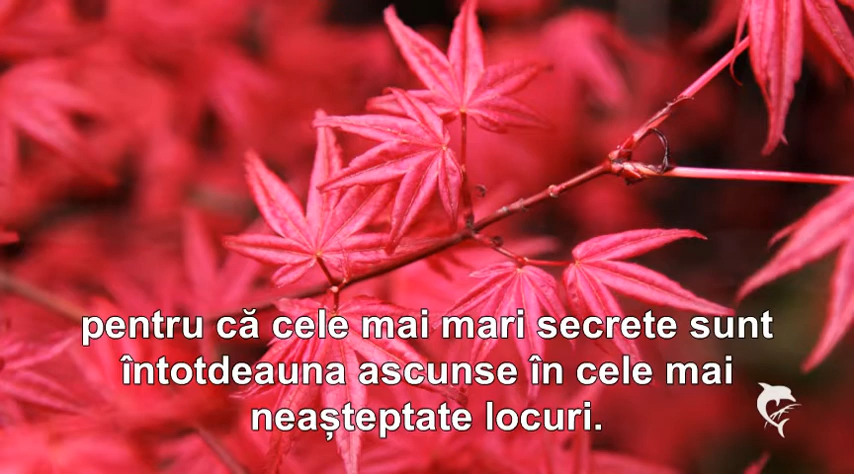 pentru că cele mai mari secrete sunt
întotdeauna ascunse în cele mai
neașteptate locuri.